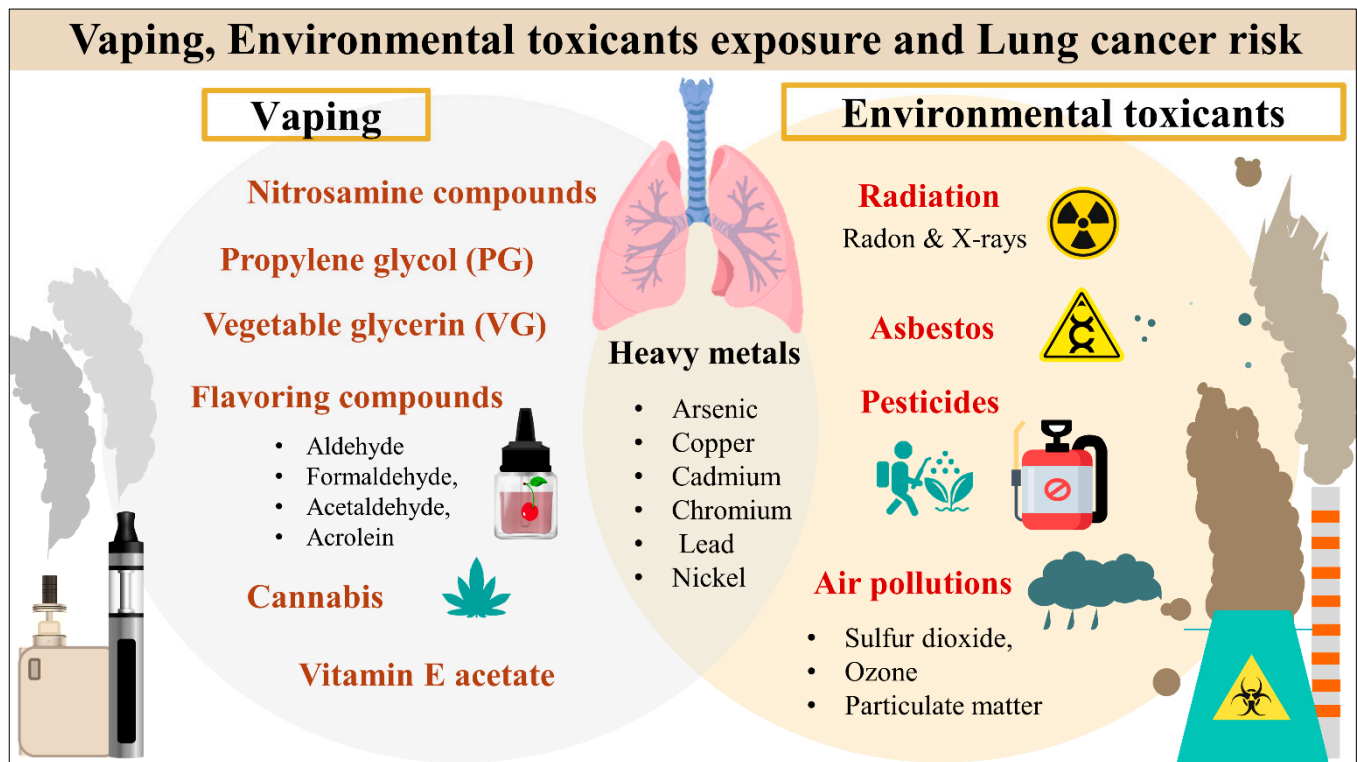 Vaping, Environmental toxicants exposure and Lung cancer risk
Vaping
Nitrosamine compounds
Propylene glycol (PG)
Vegetable glycerin (VG)
Flavoring compounds
• Aldehyde
• Formaldehyde,
• Acetaldehyde,
• Acrolein
Cannabis
Vitamin E acetate
Heavy metals
• Arsenic
• Copper
• Cadmium
• Chromium
• Lead
• Nickel
Environmental toxicants
Radiation
Radon & X-rays
Asbestos
Pesticides
Air pollutions
• Sulfur dioxide,
• Ozone
• Particulate matter